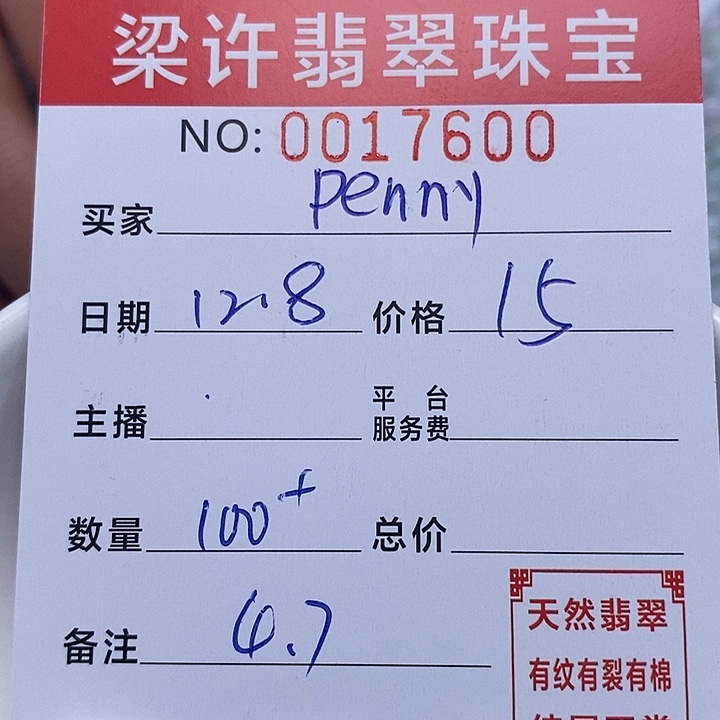 梁许翡翠珠宝
NO: 0017600
买家 Penny
日期 12.8 价格 15
主播 平台服务费
数量 100+ 总价
备注 4.7
天然翡翠
有纹有裂有棉